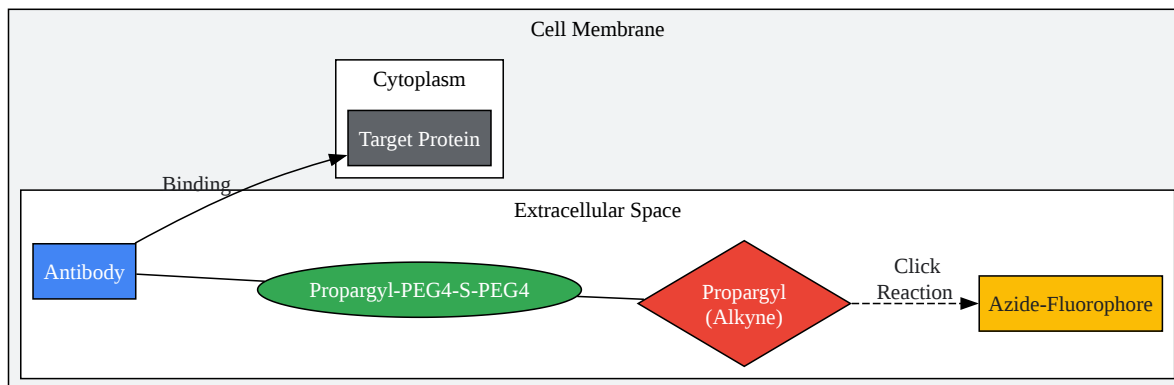 Cell Membrane
Cytoplasm
Target Protein
Binding
Extracellular Space
Antibody
Propargyl-PEG4-S-PEG4
Propargyl
(Alkyne)
Click
Reaction
Azide-Fluorophore